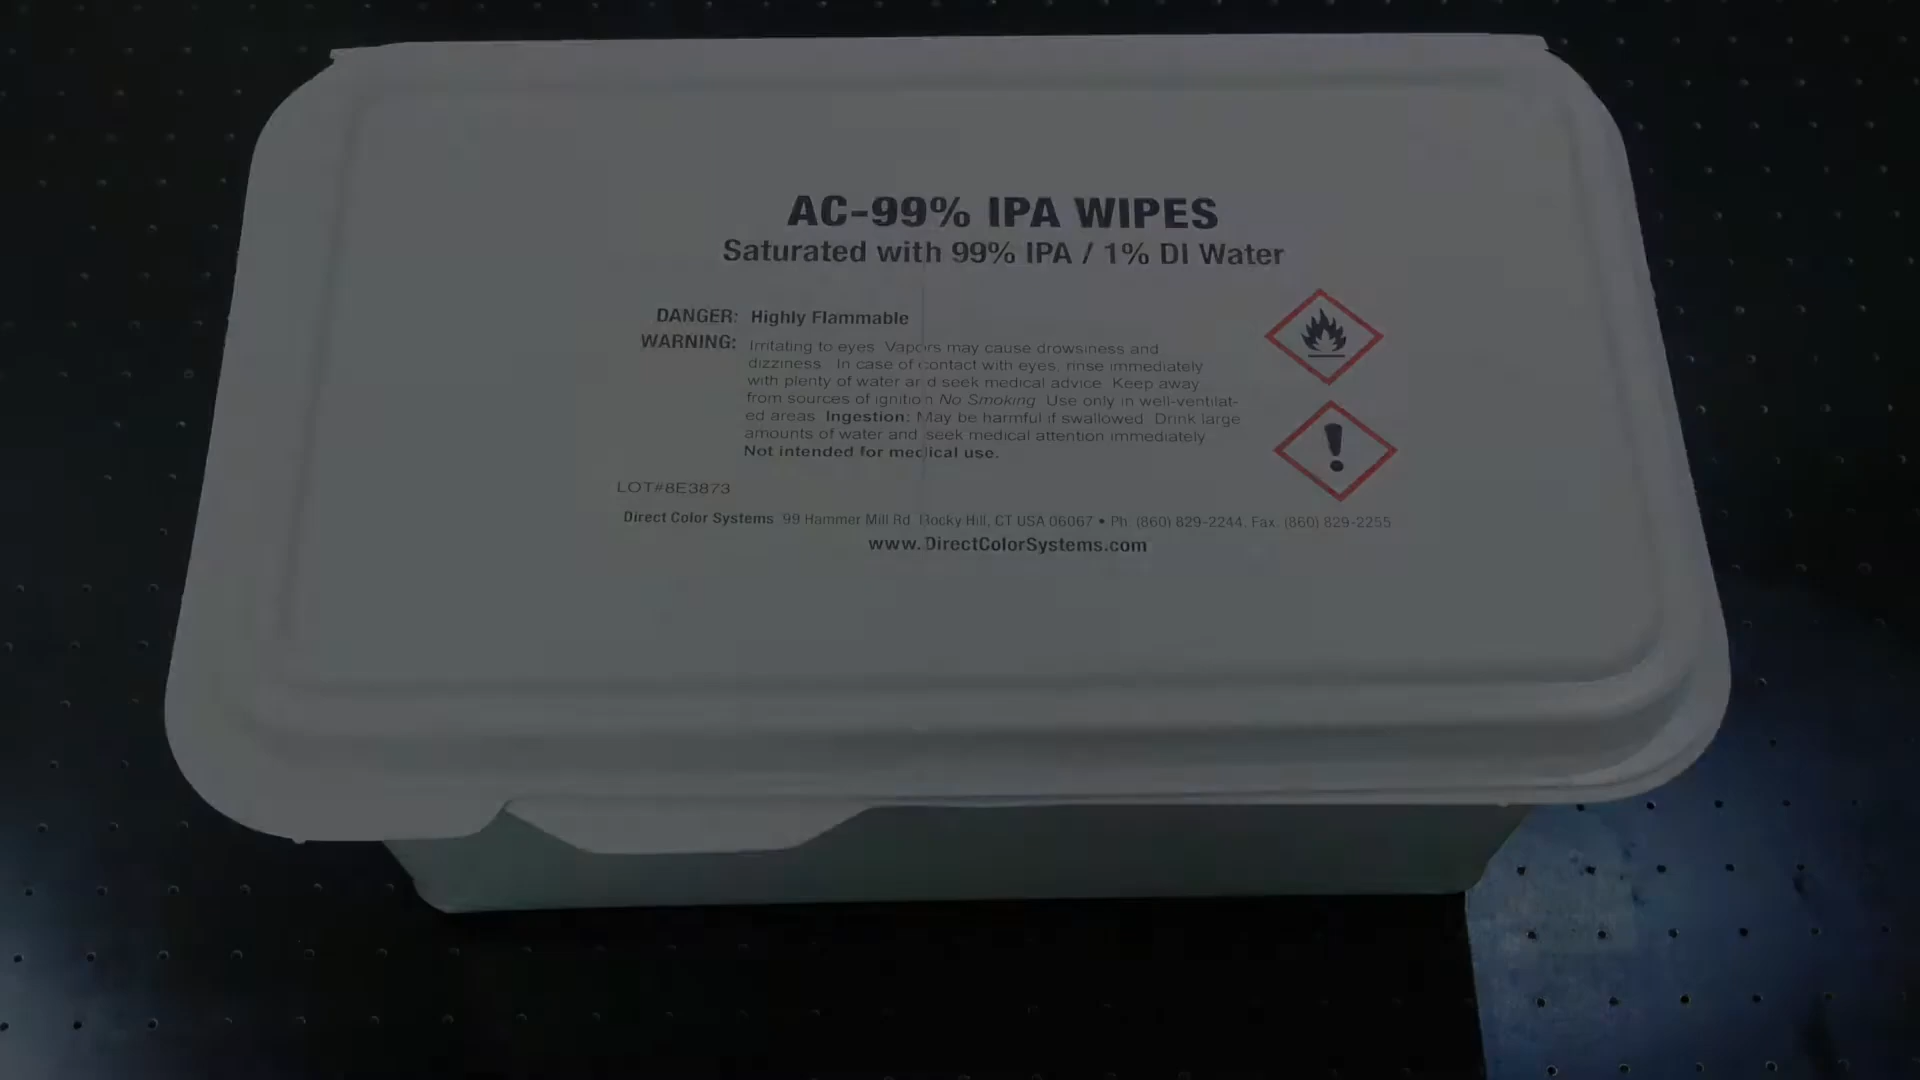 AC-99% IPA WIPES
Saturated with 99% IPA / 1% DI Water
DANGER: Highly Flammable
WARNING: Irritating to eyes. Vapors may cause drowsiness and
dizziness. In case of contact with eyes, rinse immediately
with plenty of water and seek medical advice. Keep away
from sources of ignition No Smoking. Use only in well-ventilat-
ed areas. Ingestion: May be harmful if swallowed. Drink large
amounts of water and seek medical attention immediately.
Not intended for medical use.
LOT#8E3873
Direct Color Systems 99 Hammer Mill Rd. Rocky Hill, CT USA 06067 • Ph. (860) 829-2244, Fax. (860) 829-2255
www.DirectColorSystems.com